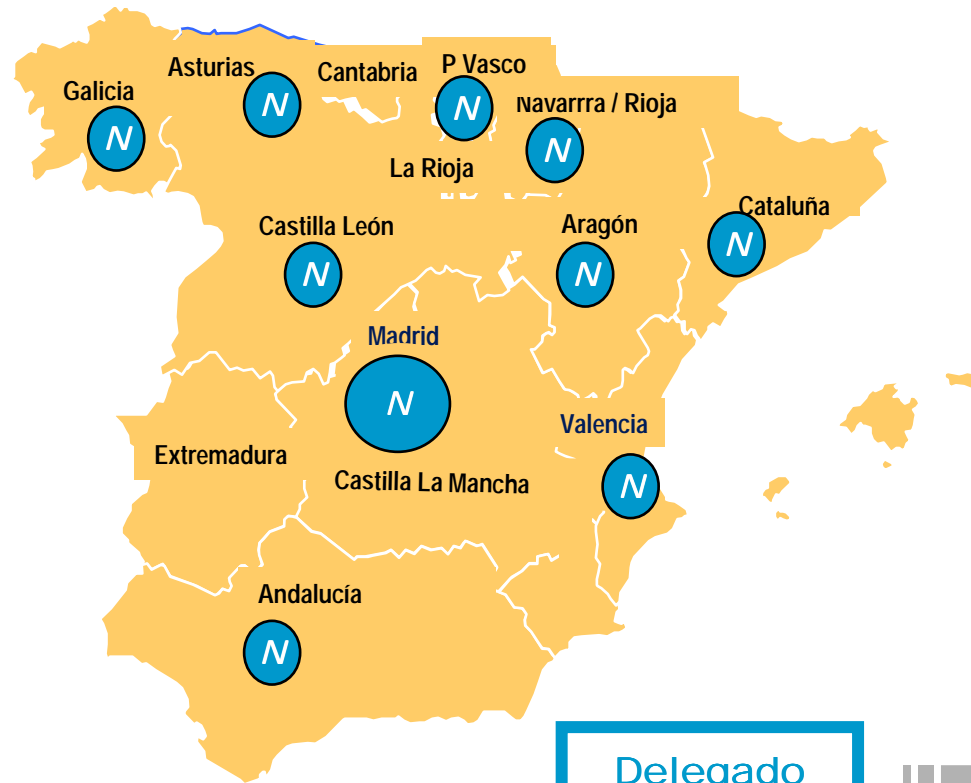 P Vasco
Asturias
Cantabria
Galicia
N
N
N
Navarrra / Rioja
N
La Rioja
Cataluña
Castilla León
Aragón
N
N
N
Madrid
N
Valencia
Extremadura
Castilla La Mancha
N
Andalucía
N
Delegado